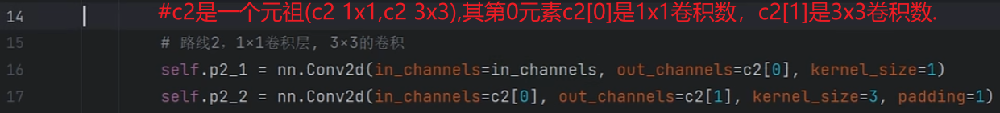 #c2是一个元祖(c2 1x1,c2 3x3),其第0元素c2[0]是1x1卷积数，c2[1]是3x3卷积数.
14
15 # 路线2，1×1卷积层, 3×3的卷积
16 self.p2_1 = nn.Conv2d(in_channels=in_channels, out_channels=c2[0], kernel_size=1)
17 self.p2_2 = nn.Conv2d(in_channels=c2[0], out_channels=c2[1], kernel_size=3, padding=1)